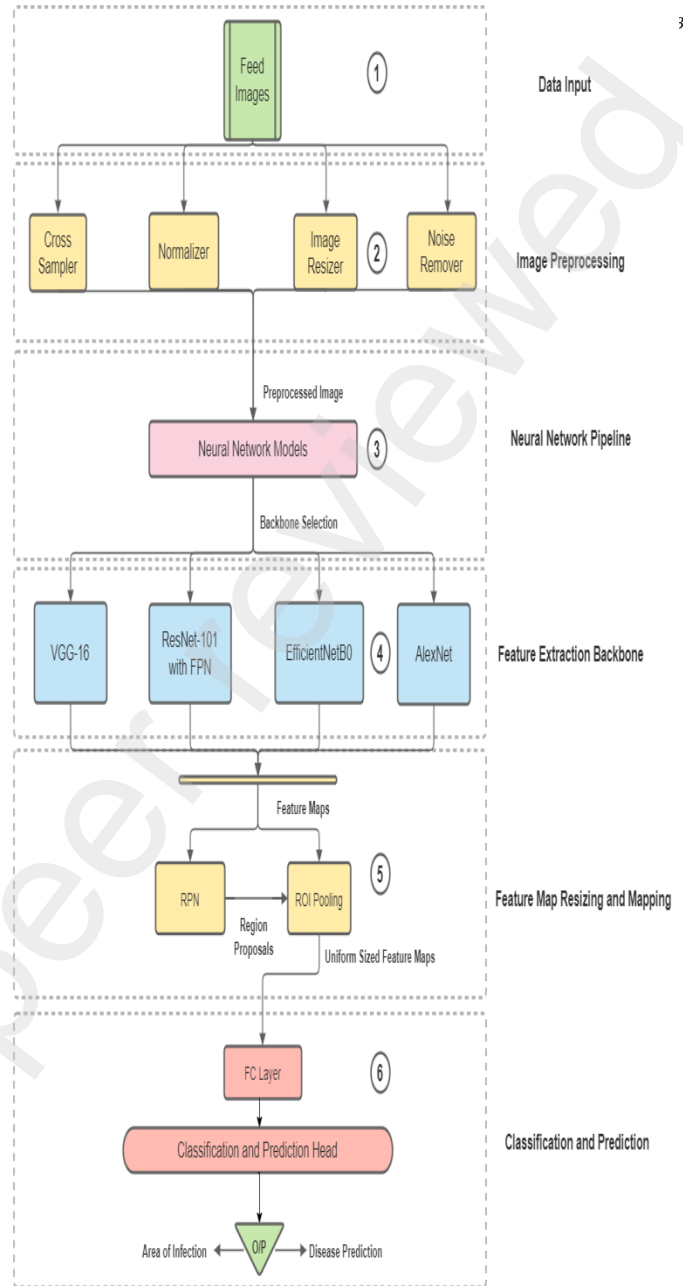 3
Feed
Images
1
Data Input
Cross
Sampler
Normalizer
Image
Resizer
2
Noise
Remover
Image Preprocessing
Preprocessed Image
Neural Network Models
3
Neural Network Pipeline
Backbone Selection
VGG-16
ResNet-101
with FPN
EfficientNetB0
4
AlexNet
Feature Extraction Backbone
Feature Maps
RPN
Region
Proposals
ROI Pooling
5
Uniform Sized Feature Maps
Feature Map Resizing and Mapping
FC Layer
6
Classification and Prediction Head
Classification and Prediction
Area of Infection
O/P
Disease Prediction
peer reviewed